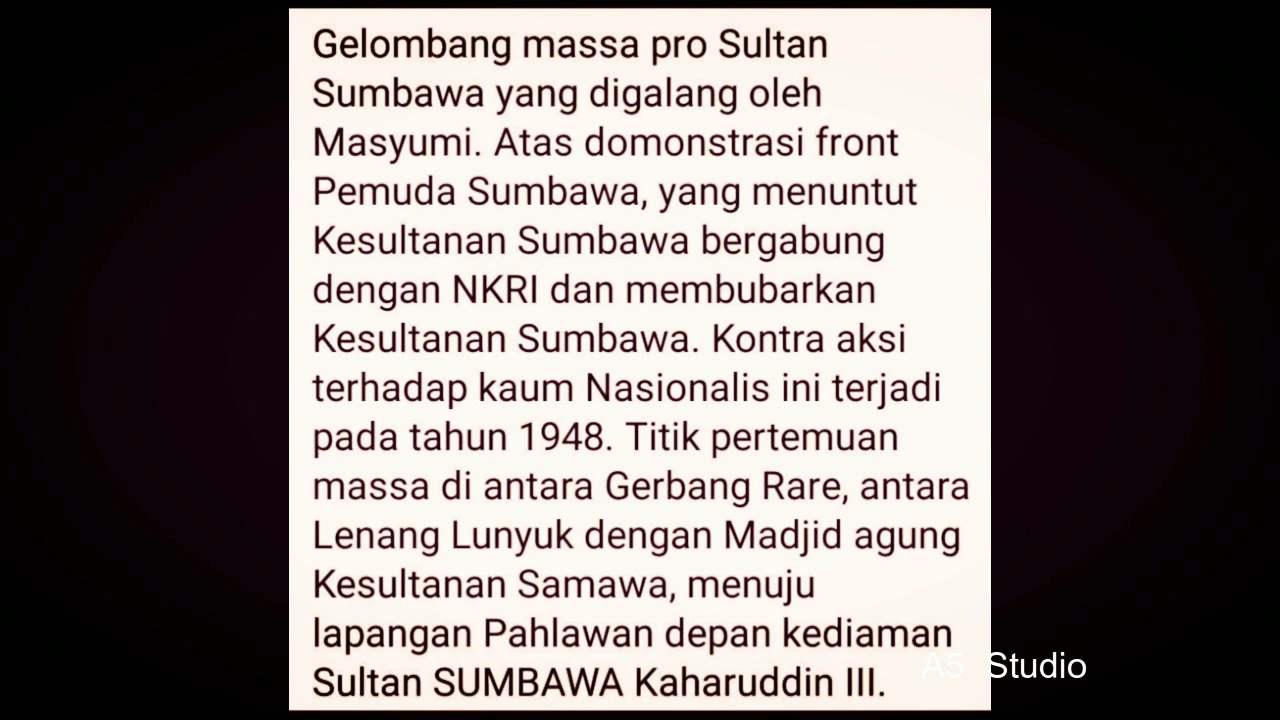 Gelombang massa pro Sultan
Sumbawa yang digalang oleh
Masyumi. Atas domonstrasi front
Pemuda Sumbawa, yang menuntut
Kesultanan Sumbawa bergabung
dengan NKRI dan membubarkan
Kesultanan Sumbawa. Kontra aksi
terhadap kaum Nasionalis ini terjadi
pada tahun 1948. Titik pertemuan
massa di antara Gerbang Rare, antara
Lenang Lunyuk dengan Madjid agung
Kesultanan Samawa, menuju
lapangan Pahlawan depan kediaman
Sultan SUMBAWA Kaharuddin III.
A5 Studio